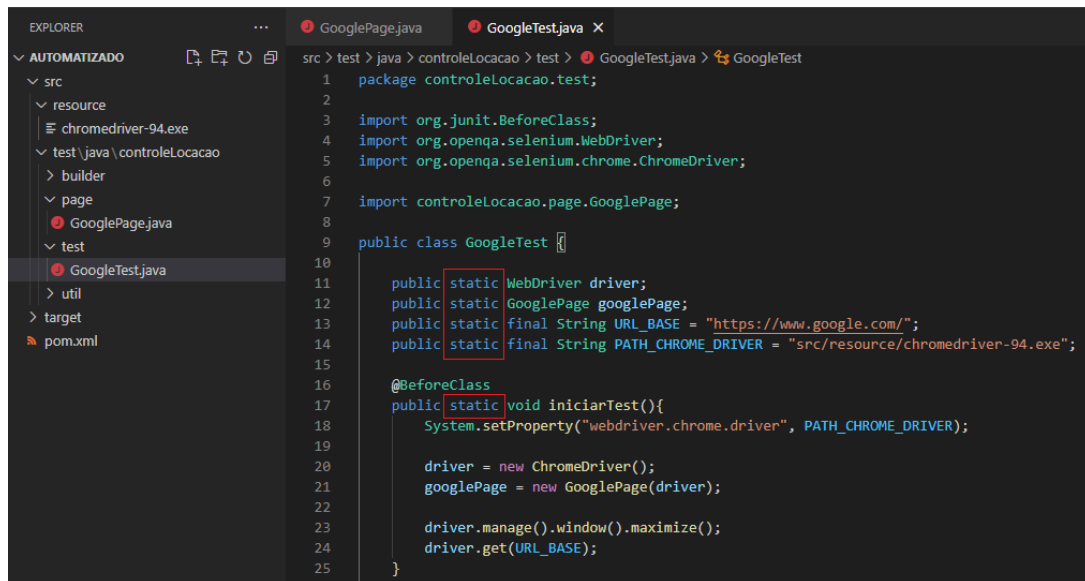 EXPLORER
···
AUTOMATIZADO
src
resource
chromedriver-94.exe
test\java\controleLocacao
builder
page
GooglePage.java
test
GoogleTest.java
util
target
pom.xml
GooglePage.java
GoogleTest.java ×
src > test > java > controleLocacao > test > GoogleTest.java > GoogleTest
1 package controleLocacao.test;
2
3 import org.junit.BeforeClass;
4 import org.openqa.selenium.WebDriver;
5 import org.openqa.selenium.chrome.ChromeDriver;
6
7 import controleLocacao.page.GooglePage;
8
9 public class GoogleTest {
10
11 public static WebDriver driver;
12 public static GooglePage googlePage;
13 public static final String URL_BASE = "https://www.google.com/";
14 public static final String PATH_CHROME_DRIVER = "src/resource/chromedriver-94.exe";
15
16 @BeforeClass
17 public static void iniciarTest(){
18 System.setProperty("webdriver.chrome.driver", PATH_CHROME_DRIVER);
19
20 driver = new ChromeDriver();
21 googlePage = new GooglePage(driver);
22
23 driver.manage().window().maximize();
24 driver.get(URL_BASE);
25 }